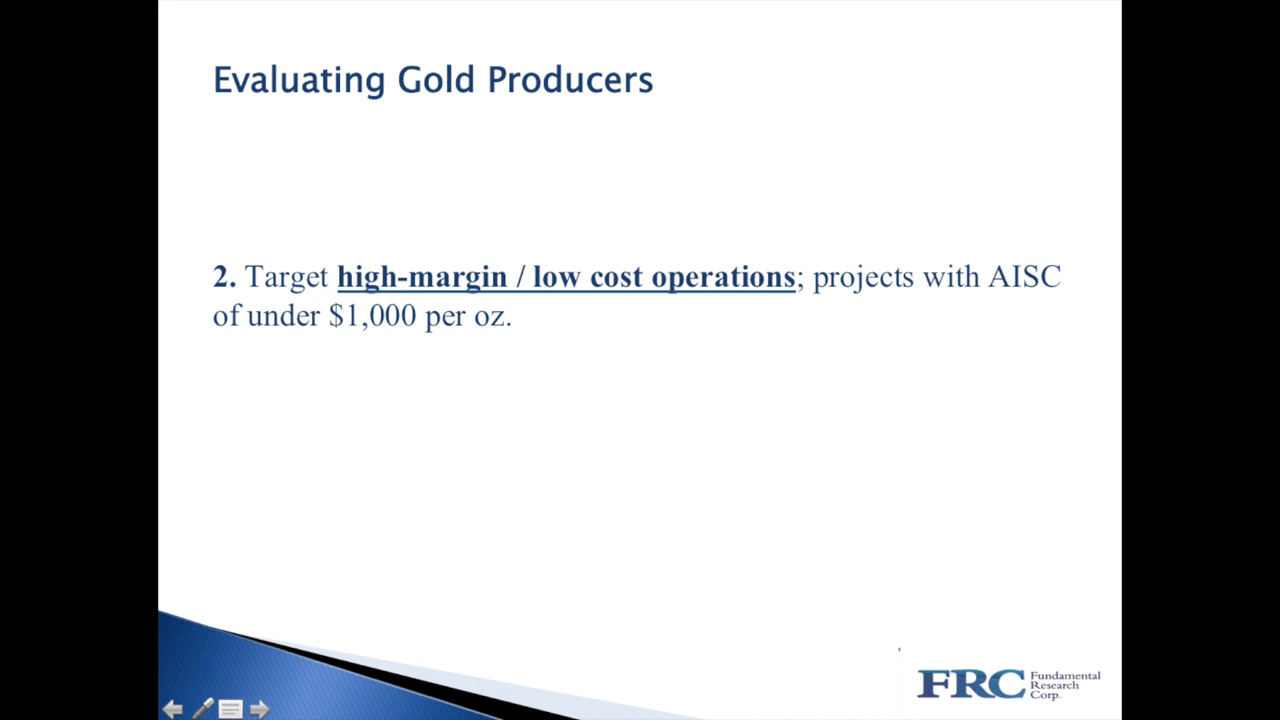 Evaluating Gold Producers
2. Target high-margin / low cost operations; projects with AISC
of under $1,000 per oz.
FRC
Fundamental
Research
Corp.